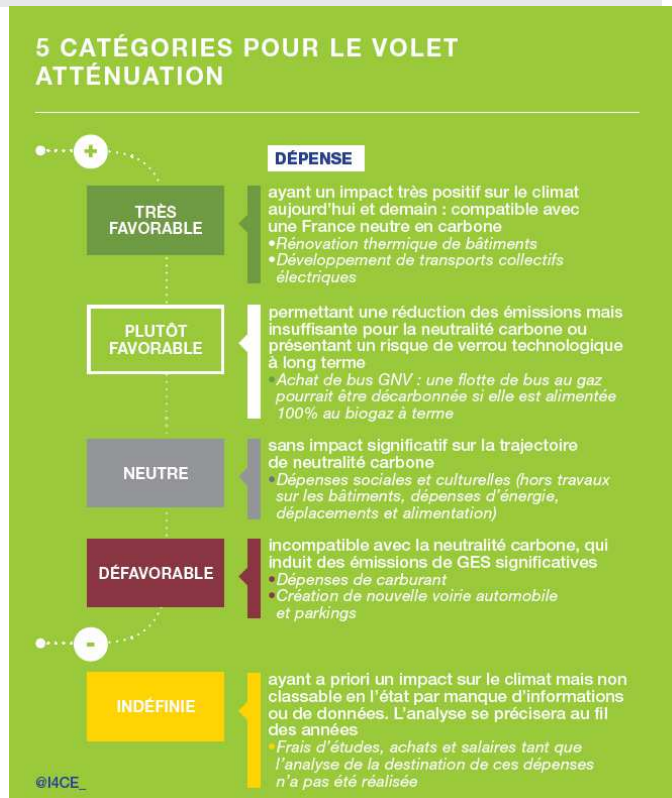 5 CATÉGORIES POUR LE VOLET
ATTÉNUATION
+
DÉPENSE
TRÈS
FAVORABLE
ayant un impact très positif sur le climat
aujourd'hui et demain : compatible avec
une France neutre en carbone
•Rénovation thermique de bâtiments
•Développement de transports collectifs
électriques
PLUTÔT
FAVORABLE
permettant une réduction des émissions mais
insuffisante pour la neutralité carbone ou
présentant un risque de verrou technologique
à long terme
•Achat de bus GNV : une flotte de bus au gaz
pourrait être décarbonnée si elle est alimentée
100% au biogaz à terme
NEUTRE
sans impact significatif sur la trajectoire
de neutralité carbone
•Dépenses sociales et culturelles (hors travaux
sur les bâtiments, dépenses d'énergie,
déplacements et alimentation)
DÉFAVORABLE
incompatible avec la neutralité carbone, qui
induit des émissions de GES significatives
•Dépenses de carburant
•Création de nouvelle voirie automobile
et parkings
-
INDÉFINIE
ayant a priori un impact sur le climat mais non
classable en l'état par manque d'informations
ou de données. L'analyse se précisera au fil
des années
•Frais d'études, achats et salaires tant que
l'analyse de la destination de ces dépenses
n'a pas été réalisée
@I4CE_